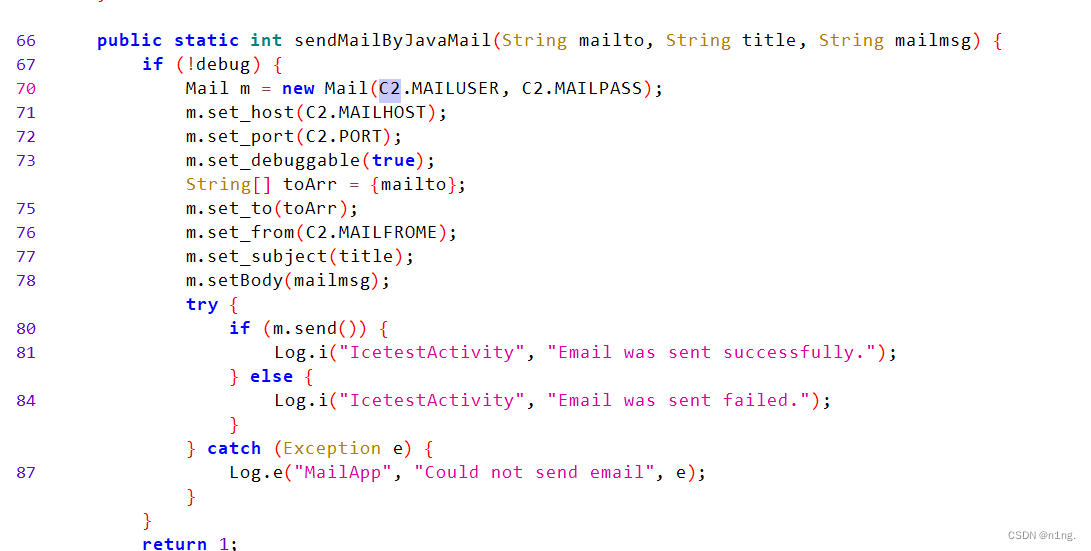 66 public static int sendMailByJavaMail(String mailto, String title, String mailmsg) {
67 if (!debug) {
70 Mail m = new Mail(C2.MAILUSER, C2.MAILPASS);
71 m.set_host(C2.MAILHOST);
72 m.set_port(C2.PORT);
73 m.set_debuggable(true);
String[] toArr = {mailto};
75 m.set_to(toArr);
76 m.set_from(C2.MAILFROME);
77 m.set_subject(title);
78 m.setBody(mailmsg);
try {
80 if (m.send()) {
81 Log.i("IcetestActivity", "Email was sent successfully.");
} else {
84 Log.i("IcetestActivity", "Email was sent failed.");
}
} catch (Exception e) {
87 Log.e("MailApp", "Could not send email", e);
}
}
return 1;
CSDN @n1ng.